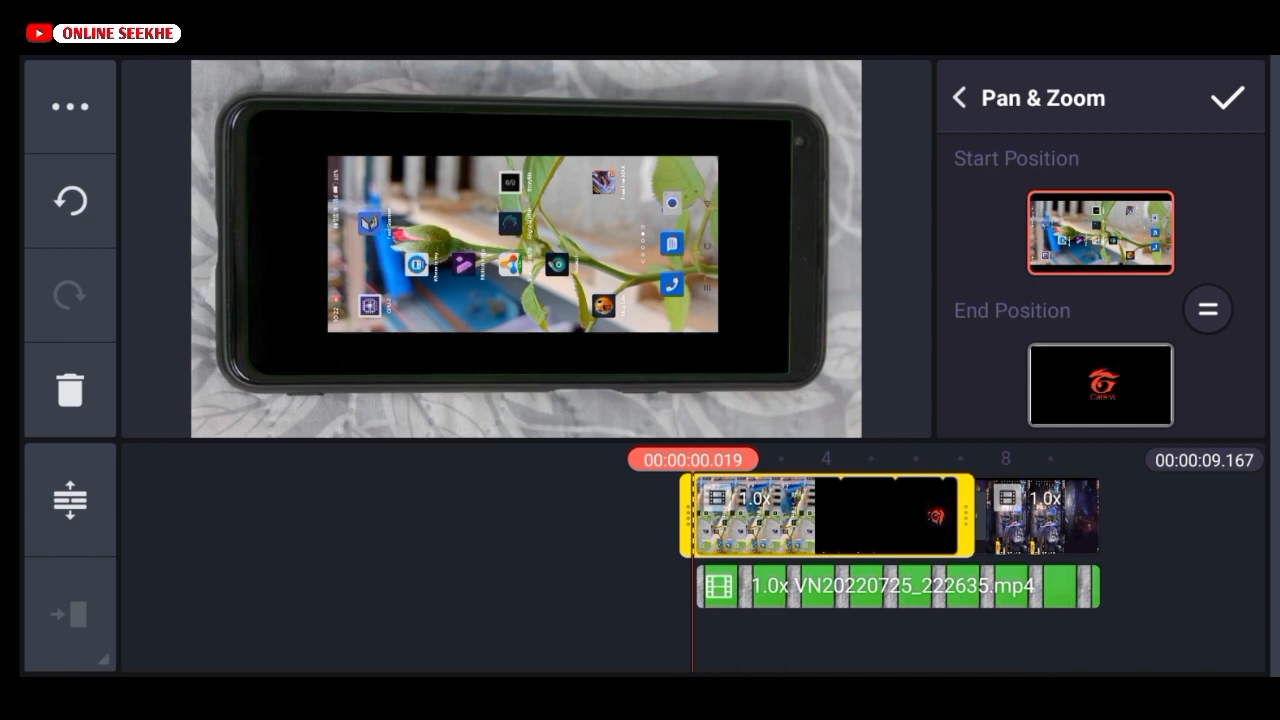 ONLINE SEEKHE
Pan & Zoom
Start Position
End Position
00:00:00.019
4
8
00:00:09.167
1.0x
1.0x
1.0x VN20220725_222635.mp4